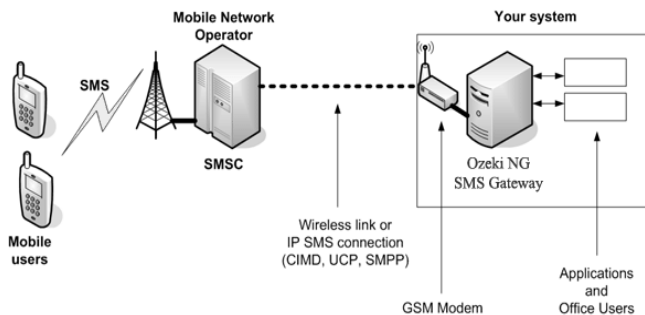 Mobile Network
Operator
Your system
SMS
SMSC
Ozeki NG
SMS Gateway
Mobile
users
Wireless link or
IP SMS connection
(CIMD, UCP, SMPP)
GSM Modem
Applications
and
Office Users